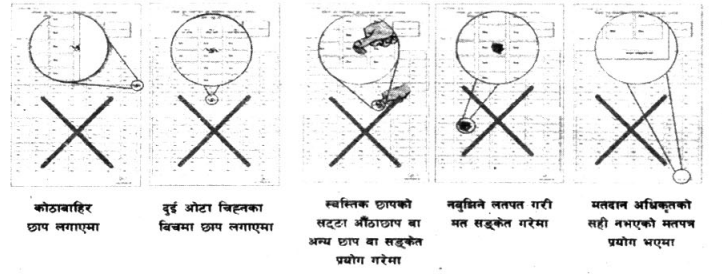 कोठाबाहिर
छाप लगाएमा
दुई ओटा चिह्नका
बिचमा छाप लगाएमा
स्वस्तिक छापको
सट्टा औंठाछाप वा
अन्य छाप वा सङ्केत
प्रयोग गरेमा
नबुझिने लतपत गरी
मत सङ्केत गरेमा
मतदान अधिकृतको
सही नभएको मतपत्र
प्रयोग भएमा